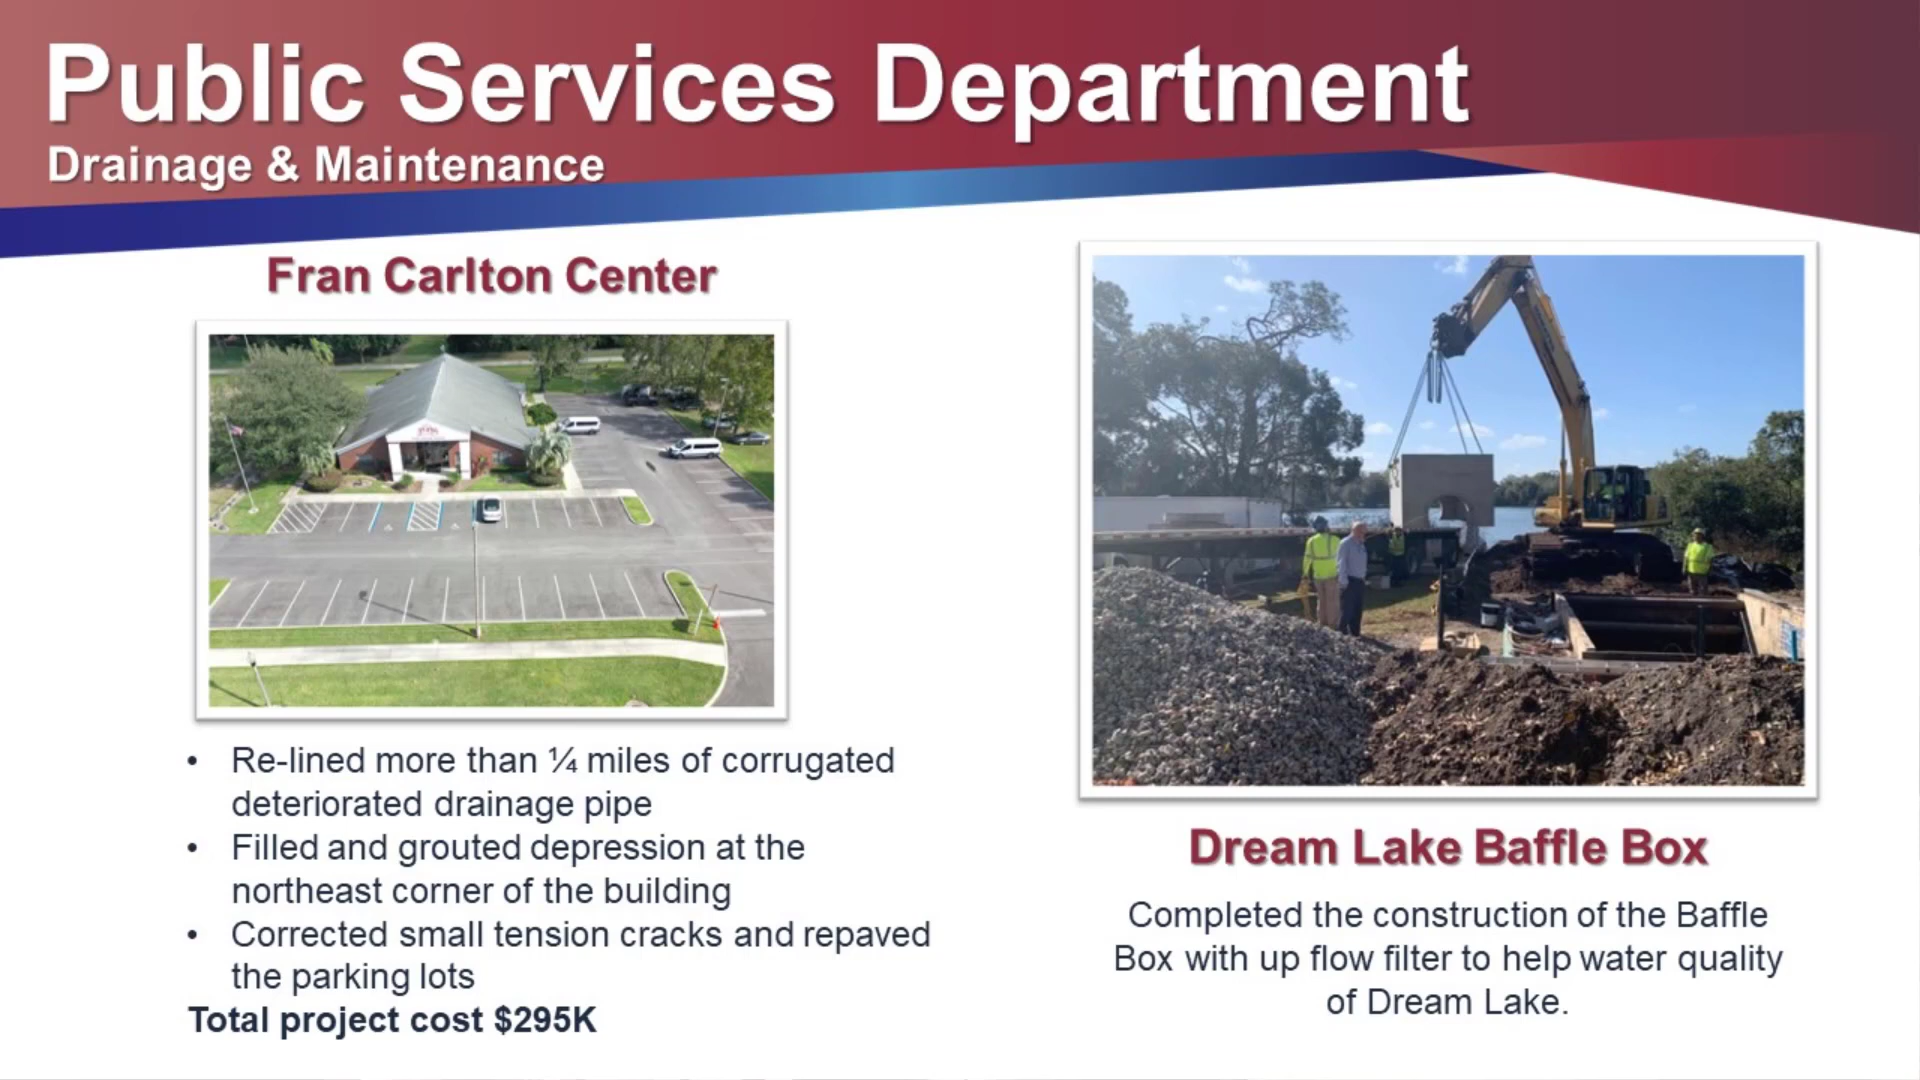 Public Services Department
Drainage & Maintenance
Fran Carlton Center
• Re-lined more than ¼ miles of corrugated
deteriorated drainage pipe
• Filled and grouted depression at the
northeast corner of the building
• Corrected small tension cracks and repaved
the parking lots
Total project cost $295K
Dream Lake Baffle Box
Completed the construction of the Baffle
Box with up flow filter to help water quality
of Dream Lake.